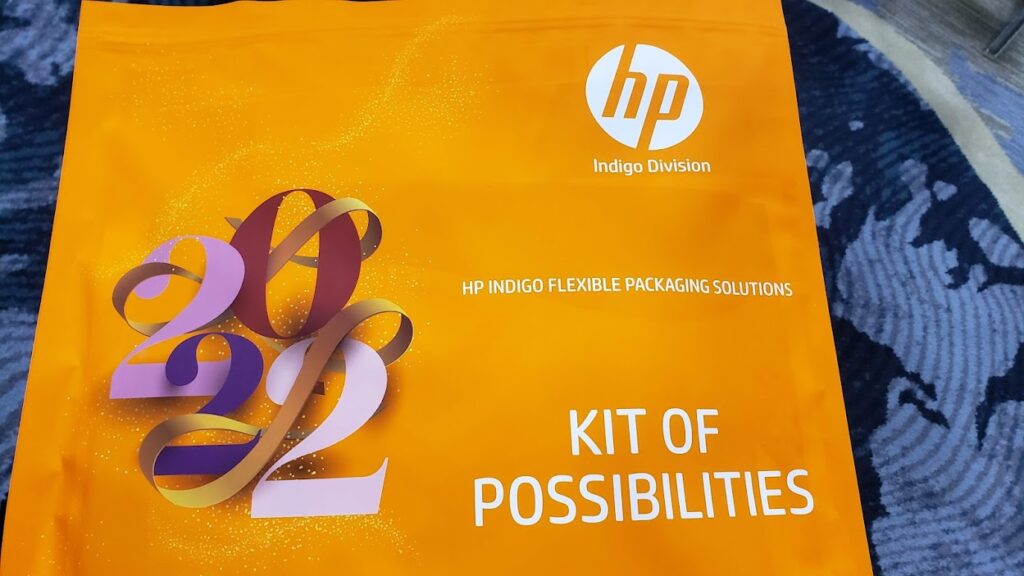 hp
Indigo Division
2022
HP INDIGO FLEXIBLE PACKAGING SOLUTIONS
KIT OF
POSSIBILITIES